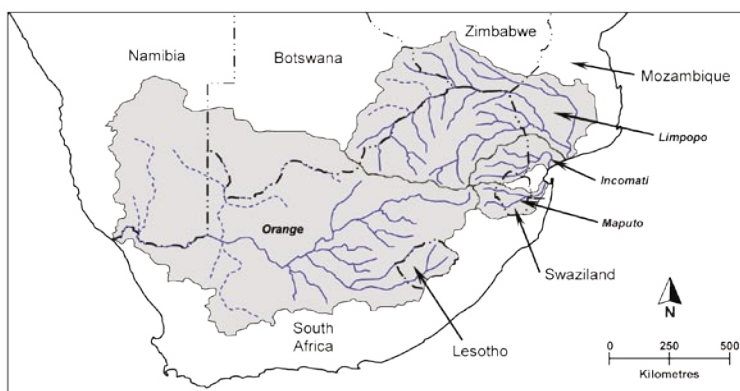 Zimbabwe
Namibia
Botswana
Mozambique
Limpopo
Incomati
Maputo
Orange
Swaziland
South
Africa
Lesotho
N
0 250 500
Kilometres